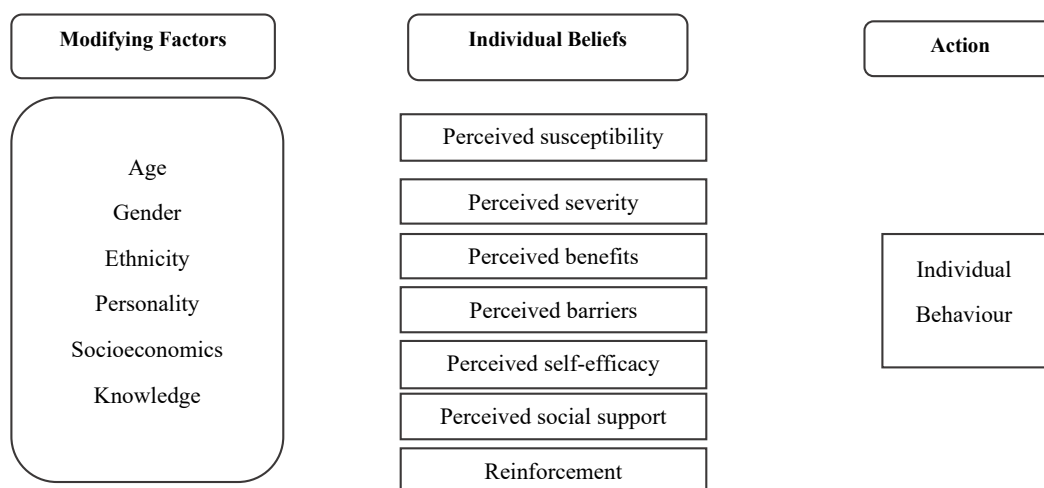 Modifying Factors
Individual Beliefs
Action
Age
Gender
Ethnicity
Personality
Socioeconomics
Knowledge
Perceived susceptibility
Perceived severity
Perceived benefits
Perceived barriers
Perceived self-efficacy
Perceived social support
Reinforcement
Individual
Behaviour